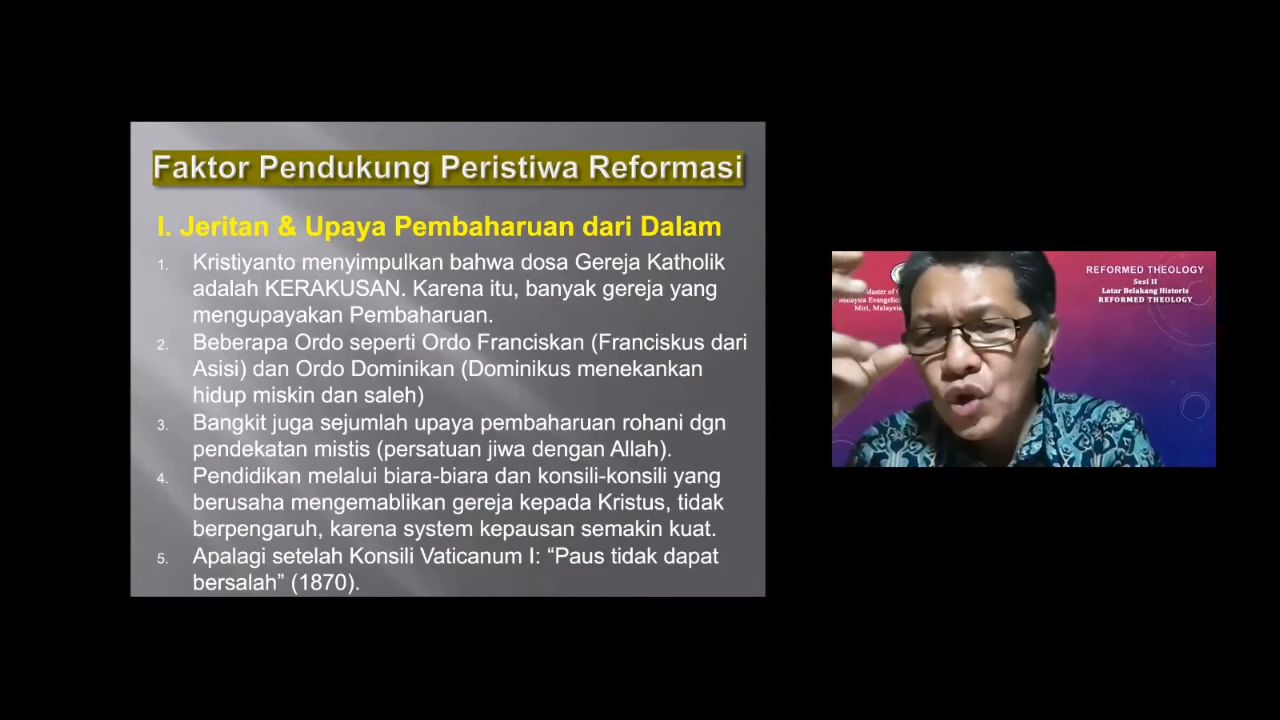 Faktor Pendukung Peristiwa Reformasi
I. Jeritan & Upaya Pembaharuan dari Dalam
1. Kristiyanto menyimpulkan bahwa dosa Gereja Katholik
adalah KERAKUSAN. Karena itu, banyak gereja yang
mengupayakan Pembaharuan.
2. Beberapa Ordo seperti Ordo Franciskan (Franciskus dari
Asisi) dan Ordo Dominikan (Dominikus menekankan
hidup miskin dan saleh)
3. Bangkit juga sejumlah upaya pembaharuan rohani dgn
pendekatan mistis (persatuan jiwa dengan Allah).
4. Pendidikan melalui biara-biara dan konsili-konsili yang
berusaha mengemablikan gereja kepada Kristus, tidak
berpengaruh, karena system kepausan semakin kuat.
5. Apalagi setelah Konsili Vaticanum I: “Paus tidak dapat
bersalah” (1870).
Master of
Malaysia Evangelic
Miri, Malaysia
REFORMED THEOLOGY
Sesi II
Latar Belakang Historis
REFORMED THEOLOGY